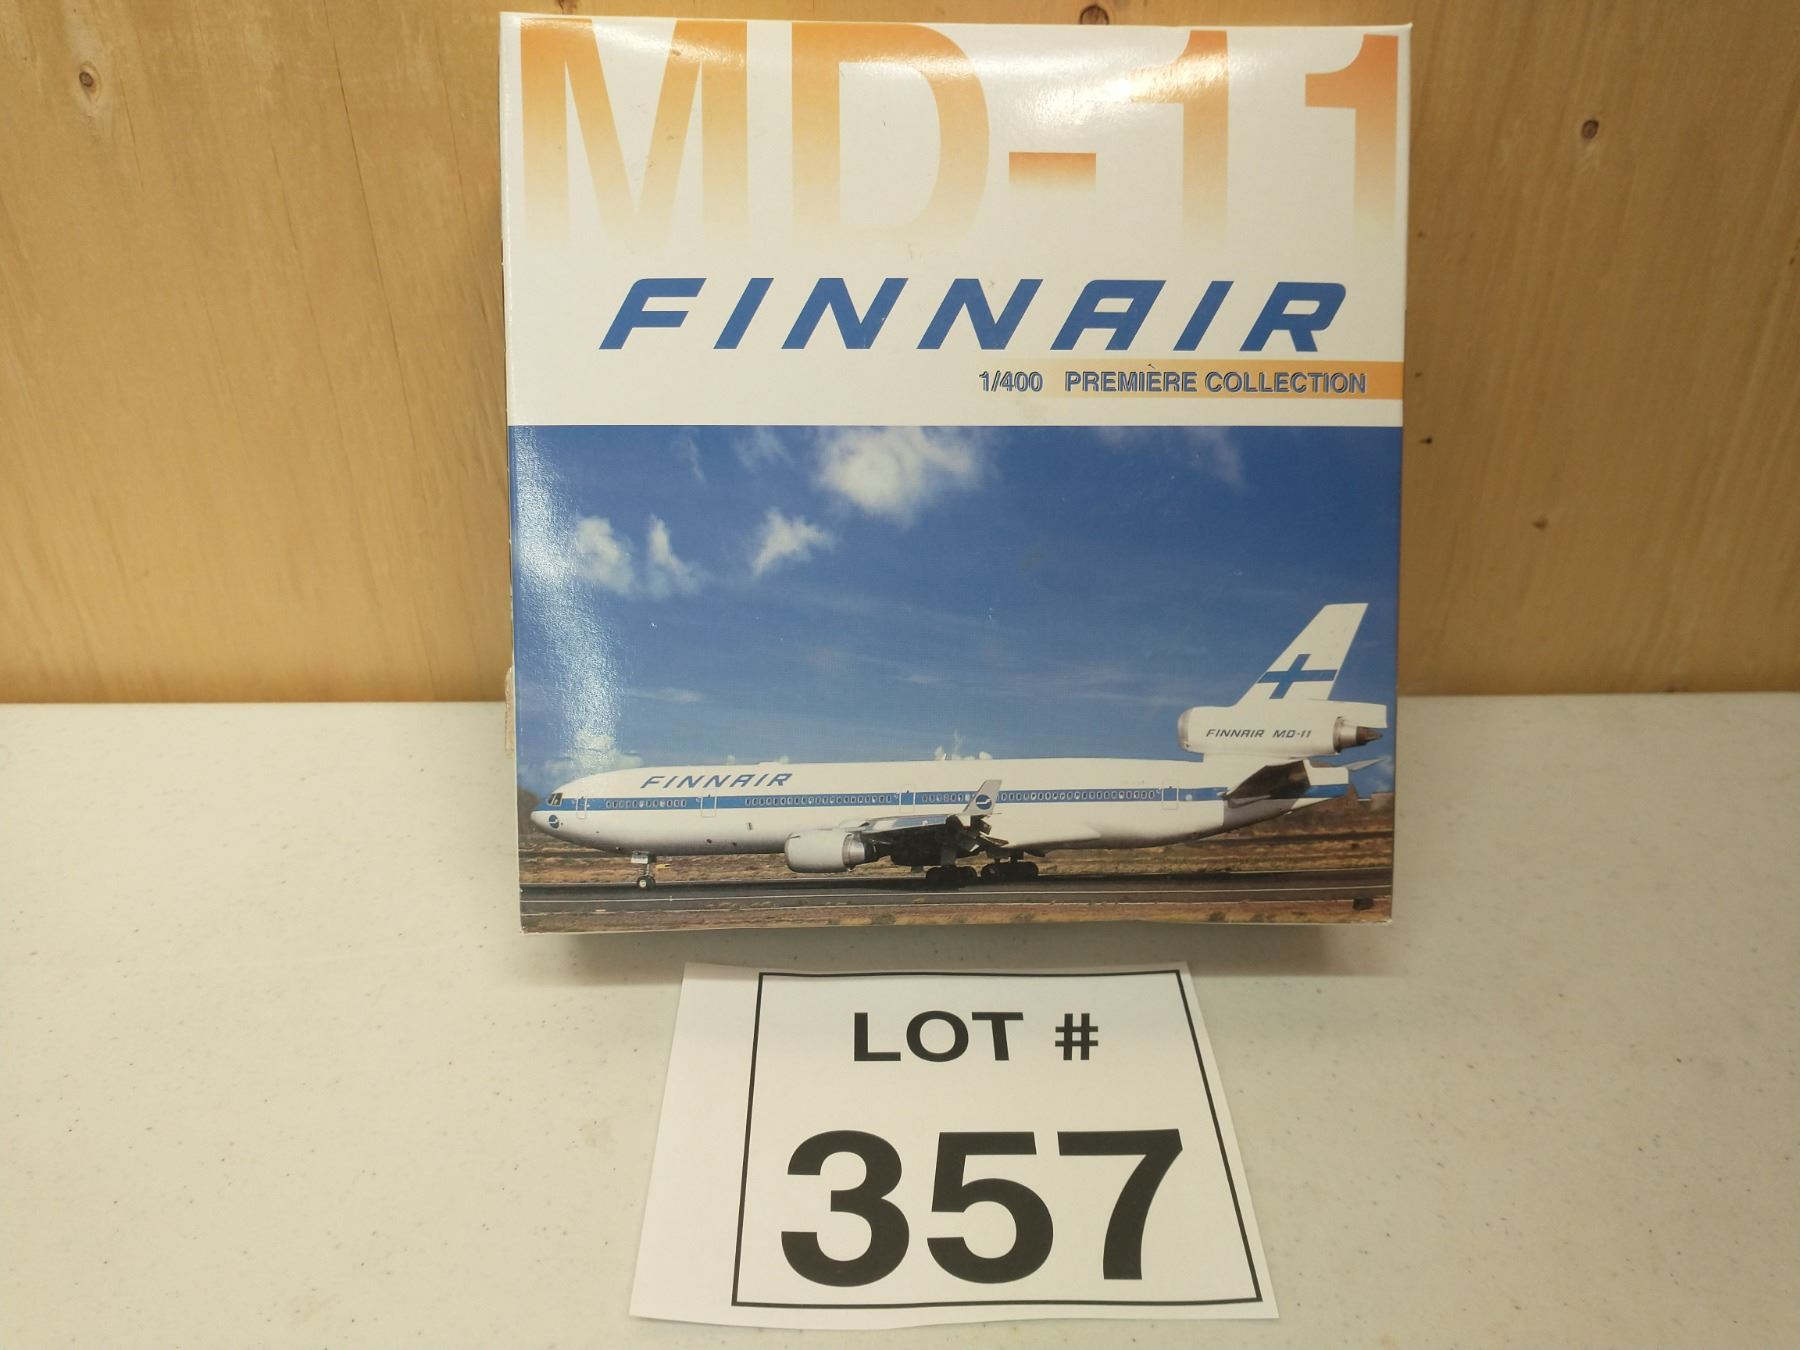 MD-11
FINNAIR
1/400 PREMIÈRE COLLECTION
FINNAIR MD-11
FINNAIR
LOT #
357